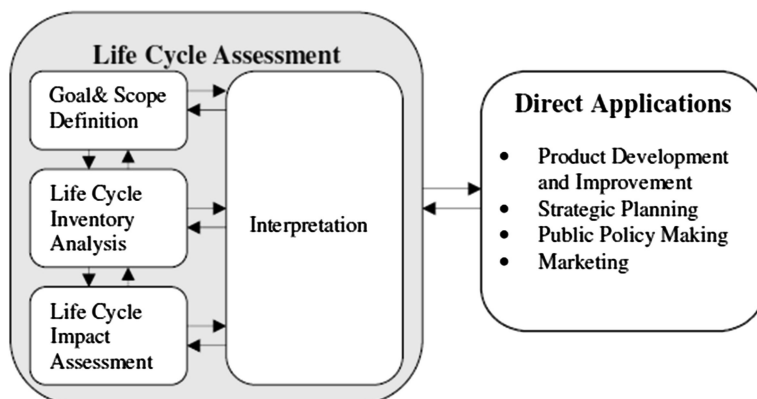 Life Cycle Assessment
Goal& Scope
Definition
Life Cycle
Inventory
Analysis
Life Cycle
Impact
Assessment
Interpretation
Direct Applications
• Product Development
and Improvement
• Strategic Planning
• Public Policy Making
• Marketing